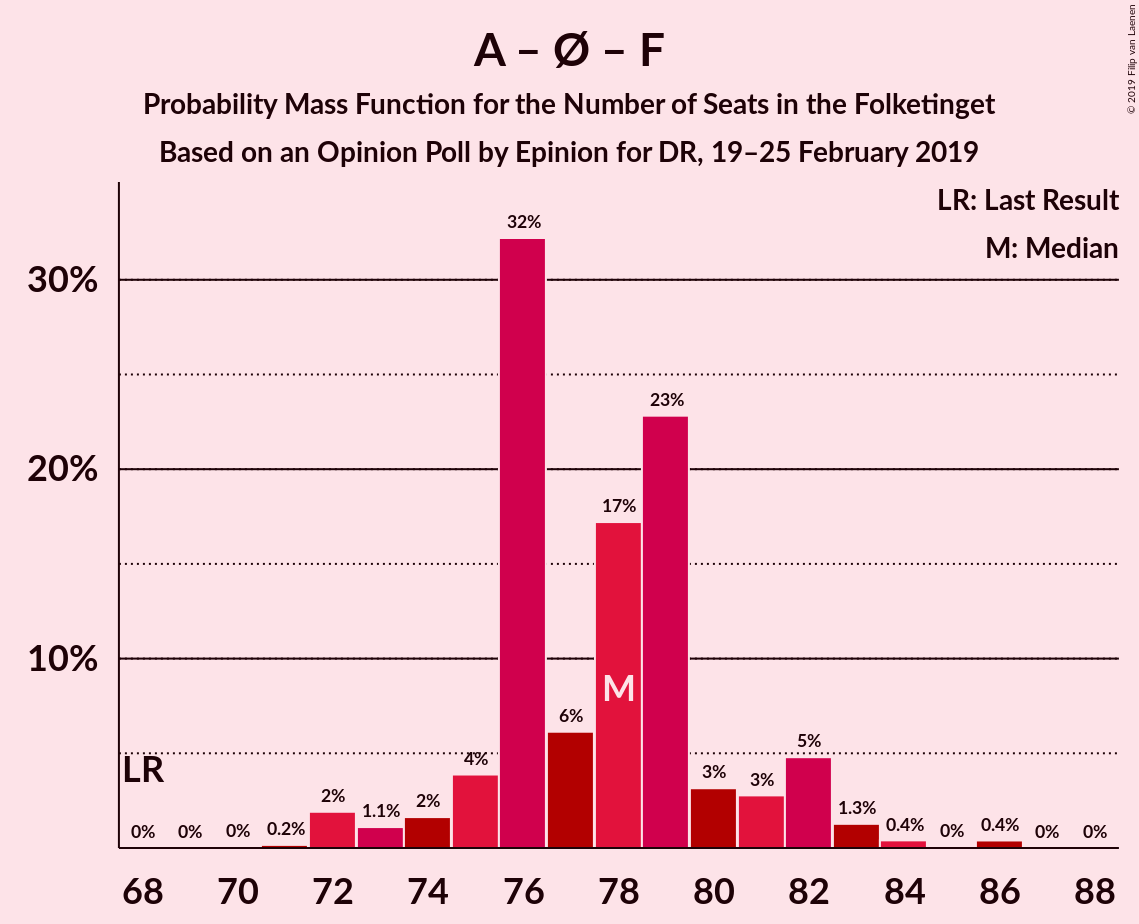 A – Ø – F
Probability Mass Function for the Number of Seats in the Folketinget
Based on an Opinion Poll by Epinion for DR, 19–25 February 2019
© 2019 Filip van Laenen
LR: Last Result
M: Median
30%
20%
10%
LR
0%
0%
0%
0.2%
2%
1.1%
2%
4%
32%
6%
17%
M
23%
3%
3%
5%
1.3%
0.4%
0%
0.4%
0%
0%
68 70 72 74 76 78 80 82 84 86 88